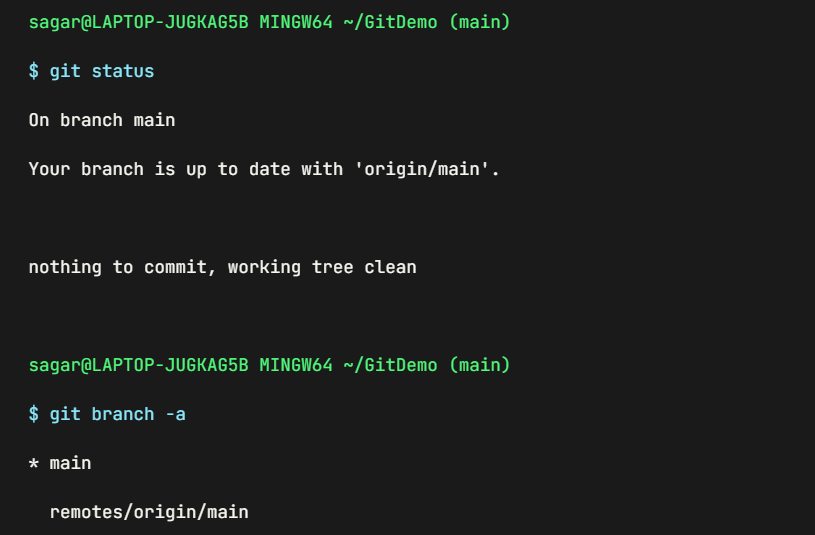 sagar@LAPTOP-JUGKAG5B MINGW64 ~/GitDemo (main)
$ git status
On branch main
Your branch is up to date with 'origin/main'.
nothing to commit, working tree clean
sagar@LAPTOP-JUGKAG5B MINGW64 ~/GitDemo (main)
$ git branch -a
* main
  remotes/origin/main